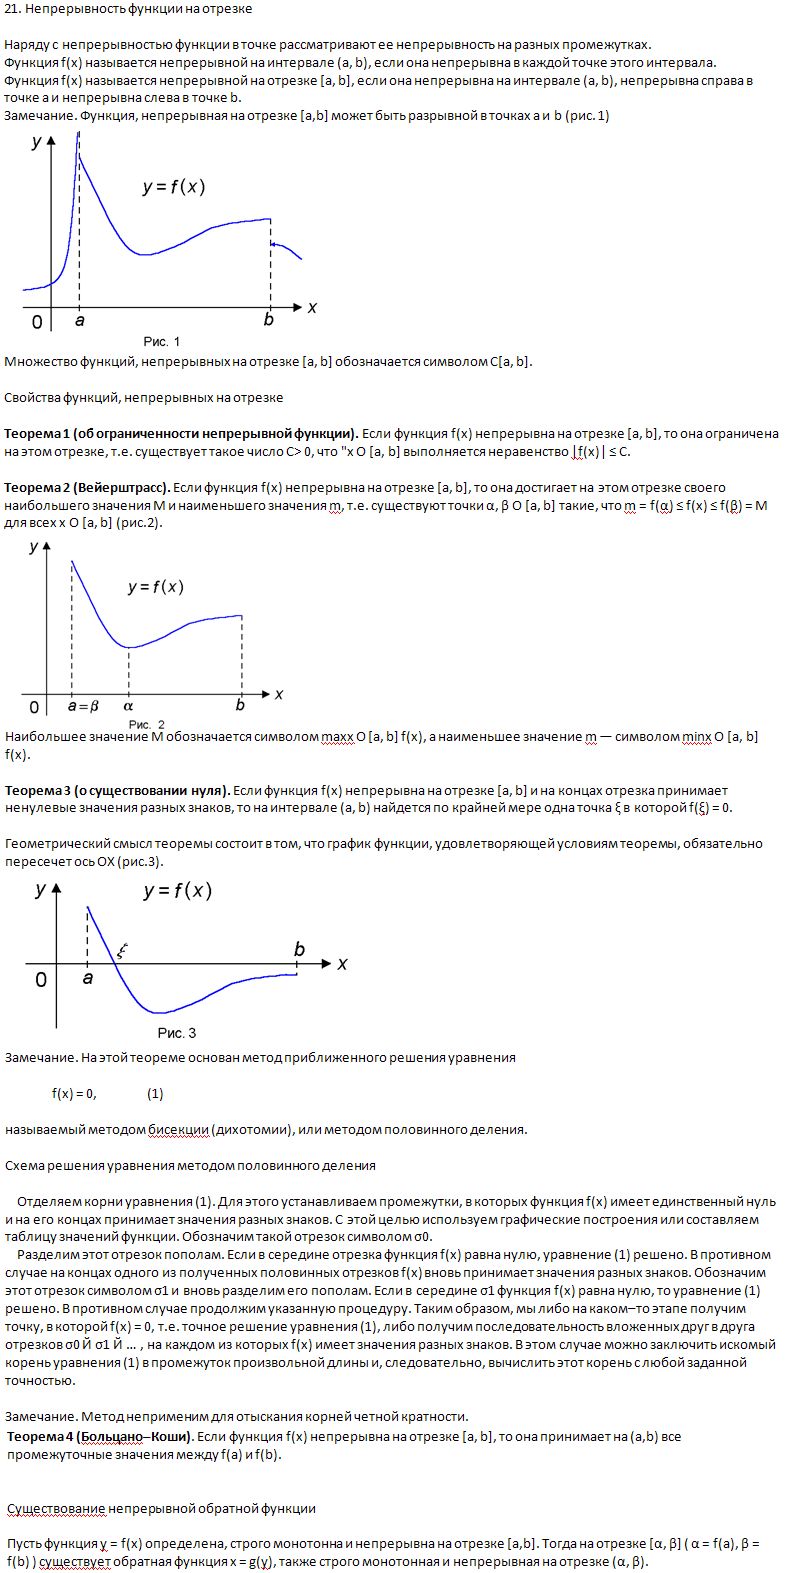 21. Непрерывность функции на отрезке
Наряду с непрерывностью функции в точке рассматривают ее непрерывность на разных промежутках.
Функция f(x) называется непрерывной на интервале (a, b), если она непрерывна в каждой точке этого интервала.
Функция f(x) называется непрерывной на отрезке [a, b], если она непрерывна на интервале (a, b), непрерывна справа в
точке a и непрерывна слева в точке b.
Замечание. Функция, непрерывная на отрезке [a,b] может быть разрывной в точках a и b (рис. 1)
y
y = f(x)
x
0 a b
Рис. 1
Множество функций, непрерывных на отрезке [a, b] обозначается символом C[a, b].
Свойства функций, непрерывных на отрезке
Теорема 1 (об ограниченности непрерывной функции). Если функция f(x) непрерывна на отрезке [a, b], то она ограничена
на этом отрезке, т.е. существует такое число C> 0, что "x О [a, b] выполняется неравенство |f(x)| ≤ C.
Теорема 2 (Вейерштрасс). Если функция f(x) непрерывна на отрезке [a, b], то она достигает на этом отрезке своего
наибольшего значения M и наименьшего значения m, т.е. существуют точки α, β О [a, b] такие, что m = f(α) ≤ f(x) ≤ f(β) = M
для всех x О [a, b] (рис.2).
y
y = f(x)
x
0 a = β α b
Рис. 2
Наибольшее значение M обозначается символом maxx О [a, b] f(x), а наименьшее значение m — символом minx О [a, b]
f(x).
Теорема 3 (о существовании нуля). Если функция f(x) непрерывна на отрезке [a, b] и на концах отрезка принимает
ненулевые значения разных знаков, то на интервале (a, b) найдется по крайней мере одна точка ξ в которой f(ξ) = 0.
Геометрический смысл теоремы состоит в том, что график функции, удовлетворяющей условиям теоремы, обязательно
пересечет ось OX (рис.3).
y
y = f(x)
ξ b
x
0 a
Рис. 3
Замечание. На этой теореме основан метод приближенного решения уравнения
f(x) = 0, (1)
называемый методом бисекции (дихотомии), или методом половинного деления.
Схема решения уравнения методом половинного деления
Отделяем корни уравнения (1). Для этого устанавливаем промежутки, в которых функция f(x) имеет единственный нуль
и на его концах принимает значения разных знаков. С этой целью используем графические построения или составляем
таблицу значений функции. Обозначим такой отрезок символом σ0.
Разделим этот отрезок пополам. Если в середине отрезка функция f(x) равна нулю, уравнение (1) решено. В противном
случае на концах одного из полученных половинных отрезков f(x) вновь принимает значения разных знаков. Обозначим
этот отрезок символом σ1 и вновь разделим его пополам. Если в середине σ1 функция f(x) равна нулю, то уравнение (1)
решено. В противном случае продолжим указанную процедуру. Таким образом, мы либо на каком–то этапе получим
точку, в которой f(x) = 0, т.е. точное решение уравнения (1), либо получим последовательность вложенных друг в друга
отрезков σ0 Й σ1 Й ... , на каждом из которых f(x) имеет значения разных знаков. В этом случае можно заключить искомый
корень уравнения (1) в промежуток произвольной длины и, следовательно, вычислить этот корень с любой заданной
точностью.
Замечание. Метод неприменим для отыскания корней четной кратности.
Теорема 4 (Больцано–Коши). Если функция f(x) непрерывна на отрезке [a, b], то она принимает на (a,b) все
промежуточные значения между f(a) и f(b).
Существование непрерывной обратной функции
Пусть функция y = f(x) определена, строго монотонна и непрерывна на отрезке [a,b]. Тогда на отрезке [α, β] ( α = f(a), β =
f(b) ) существует обратная функция x = g(y), также строго монотонная и непрерывная на отрезке (α, β).